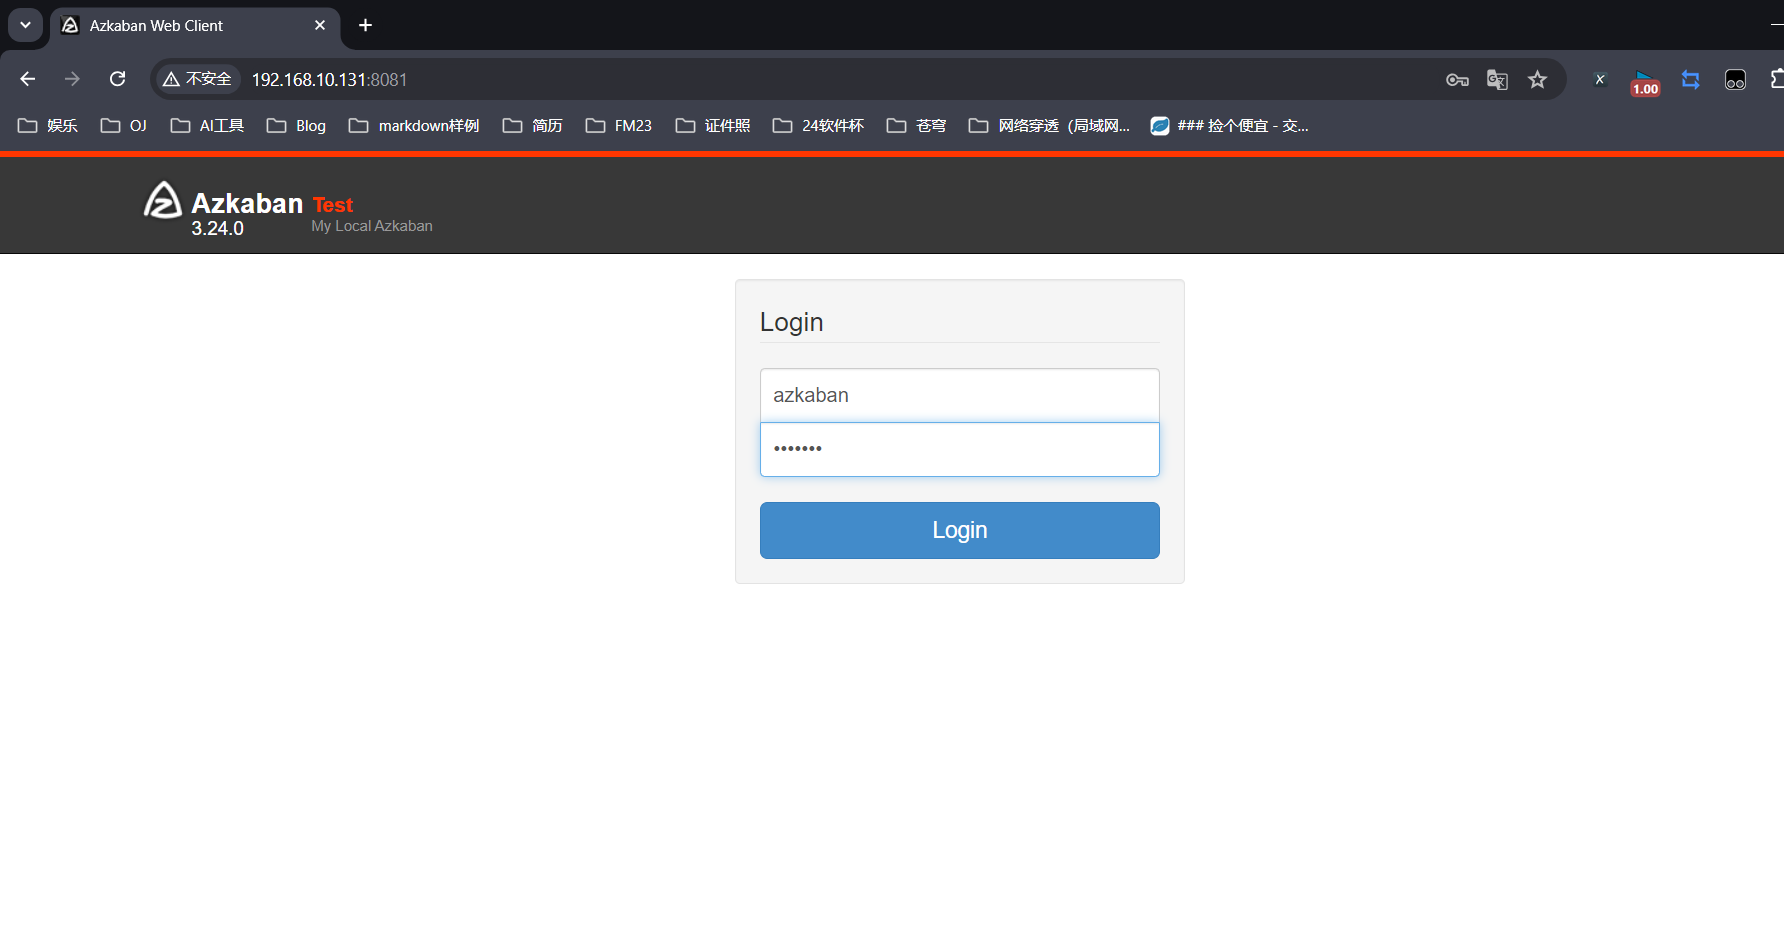 Azkaban Web Client
不安全
192.168.10.131:8081
1.00
娱乐 OJ AI工具 Blog markdown样例 简历 FM23 证件照 24软件杯 苍穹 网络穿透（局域网... ### 捡个便宜 - 交...
Azkaban Test
3.24.0 My Local Azkaban
Login
azkaban
•••••••
Login